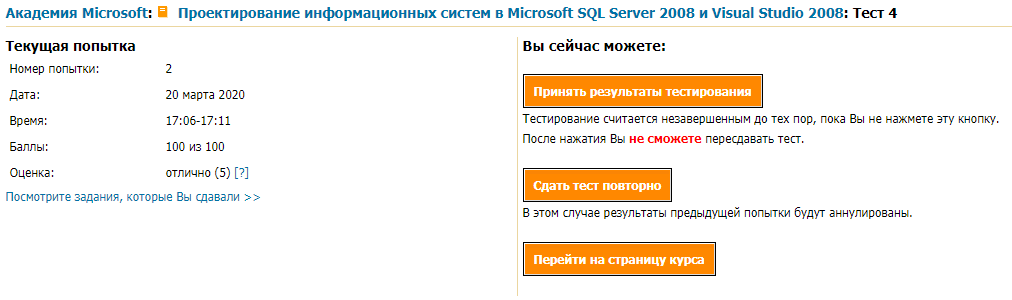 Академия Microsoft: Проектирование информационных систем в Microsoft SQL Server 2008 и Visual Studio 2008: Тест 4
Текущая попытка
Номер попытки: 2
Дата: 20 марта 2020
Время: 17:06-17:11
Баллы: 100 из 100
Оценка: отлично (5) [?]
Посмотрите задания, которые Вы сдавали >>
Вы сейчас можете:
Принять результаты тестирования
Тестирование считается незавершенным до тех пор, пока Вы не нажмете эту кнопку.
После нажатия Вы не сможете пересдавать тест.
Сдать тест повторно
В этом случае результаты предыдущей попытки будут аннулированы.
Перейти на страницу курса